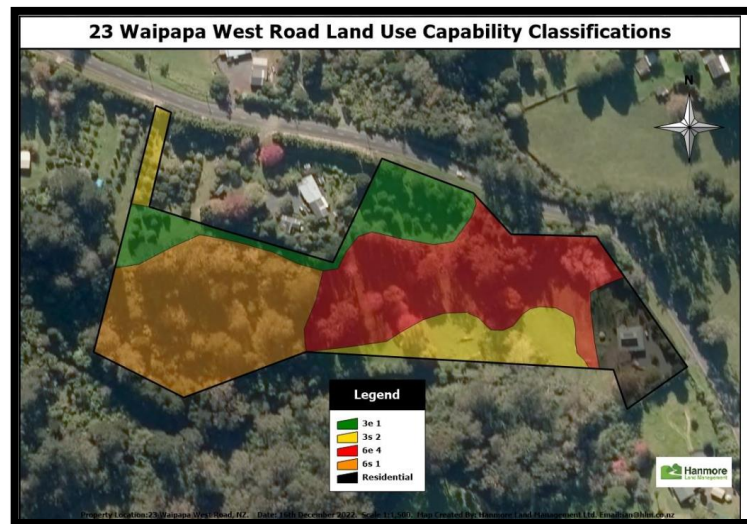 23 Waipapa West Road Land Use Capability Classifications
N
Legend
3e 1
3s 2
6e 4
6s 1
Residential
Hanmore
Land Management
Property Location:23 Waipapa West Road, NZ. Date: 16th December 2022. Scale 1:1,500. Map Created By: Hanmore Land Management Ltd.